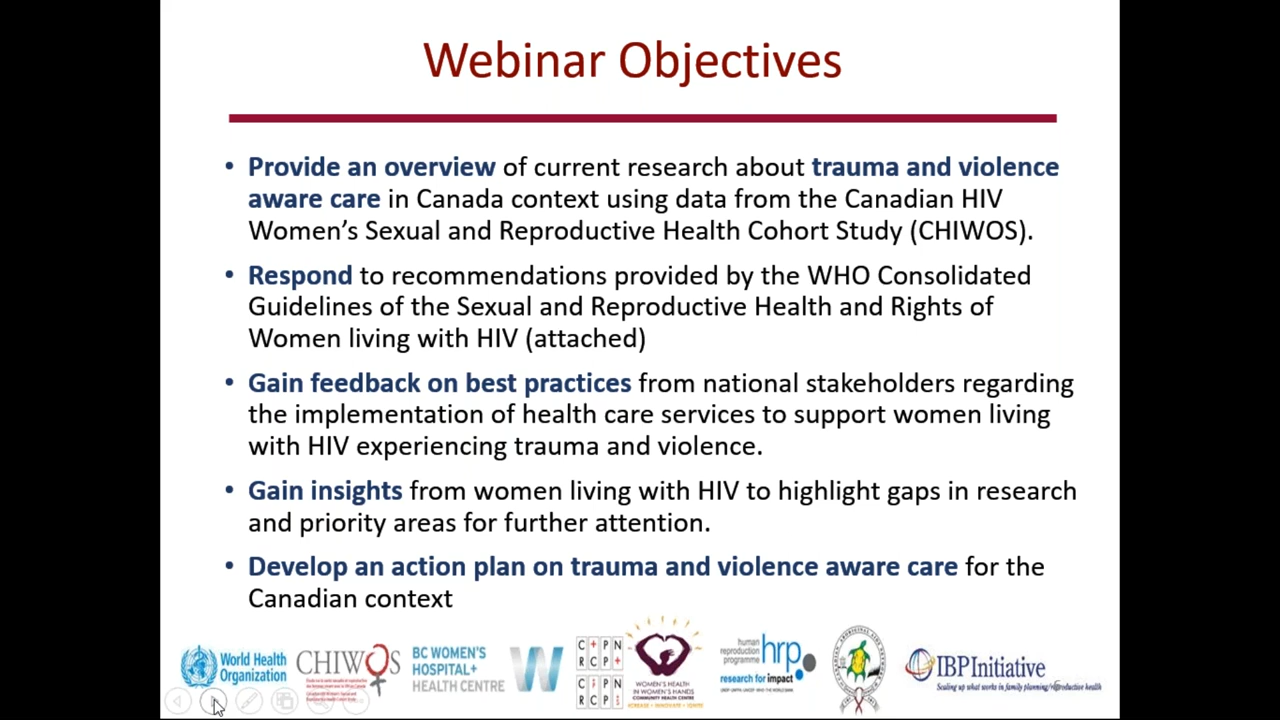 Webinar Objectives
• Provide an overview of current research about trauma and violence
aware care in Canada context using data from the Canadian HIV
Women’s Sexual and Reproductive Health Cohort Study (CHIWOS).
• Respond to recommendations provided by the WHO Consolidated
Guidelines of the Sexual and Reproductive Health and Rights of
Women living with HIV (attached)
• Gain feedback on best practices from national stakeholders regarding
the implementation of health care services to support women living
with HIV experiencing trauma and violence.
• Gain insights from women living with HIV to highlight gaps in research
and priority areas for further attention.
• Develop an action plan on trauma and violence aware care for the
Canadian context
World Health
Organization
CHIWOS
BC WOMEN'S
HOSPITAL+
HEALTH CENTRE
W
C+PN
RCP+
CiPN
RCPi
WOMEN'S HEALTH
IN WOMEN'S HANDS
COMMUNITY HEALTH CENTRE
human
reproduction
programme
hrp
research for impact
IBP Initiative
Scaling up what works in family planning/reproductive health